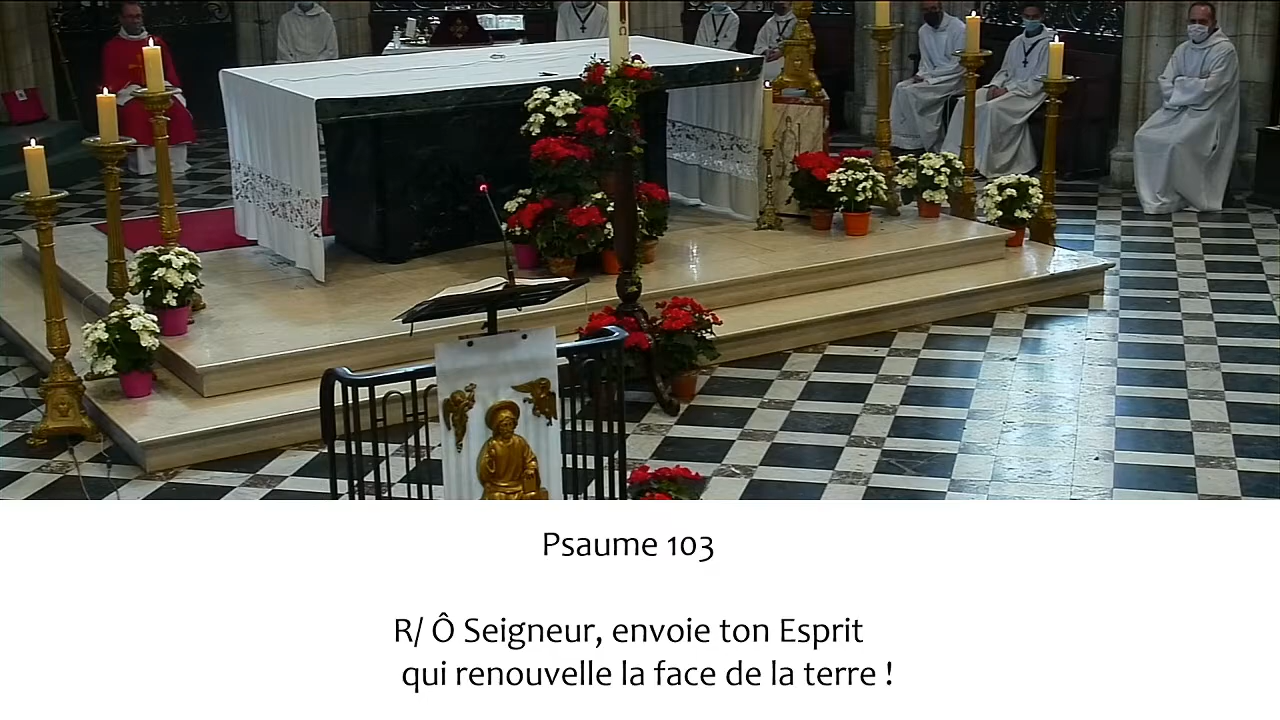 Psaume 103
R/ Ô Seigneur, envoie ton Esprit
qui renouvelle la face de la terre !